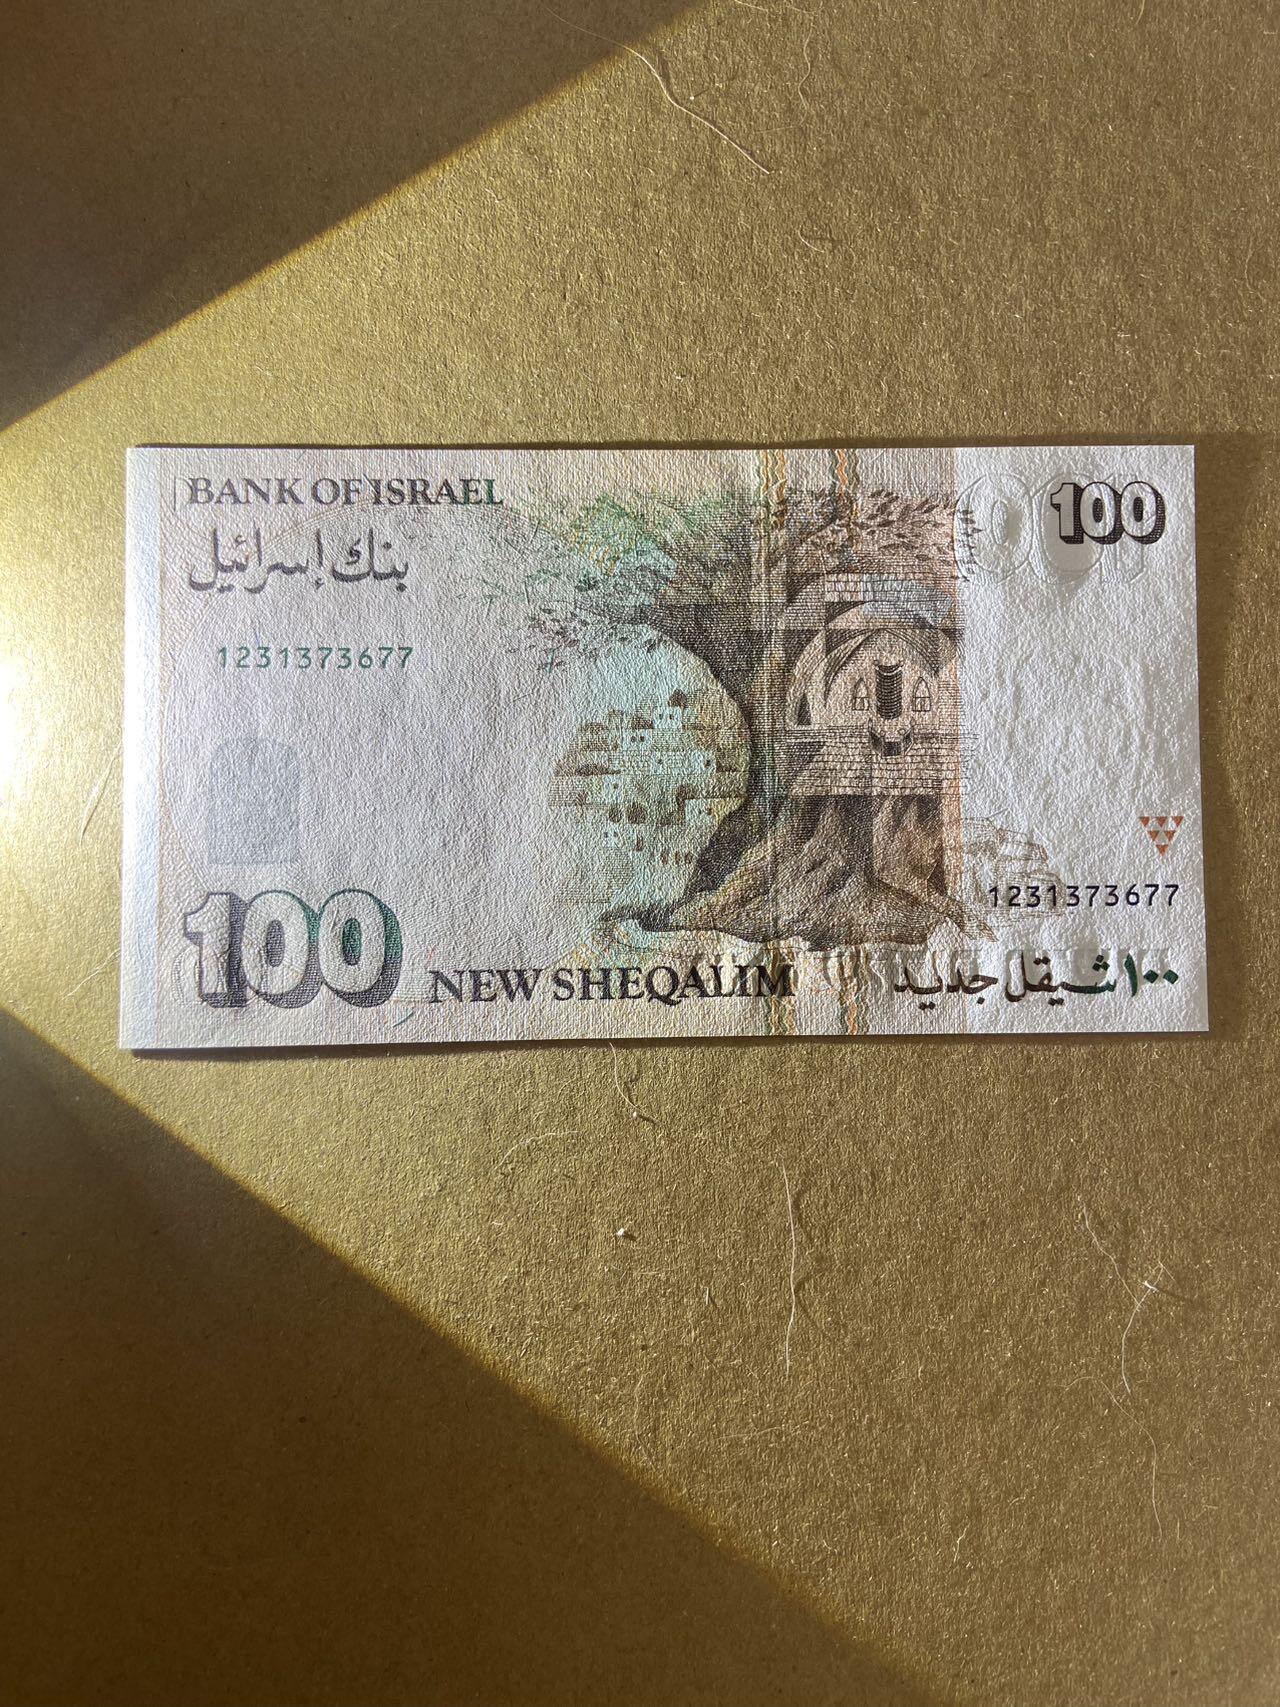 BANK OF ISRAEL
100
بنك إسرائيل
1231373677
1231373677
100
NEW SHEQALIM
١٠٠ شيقل جديد